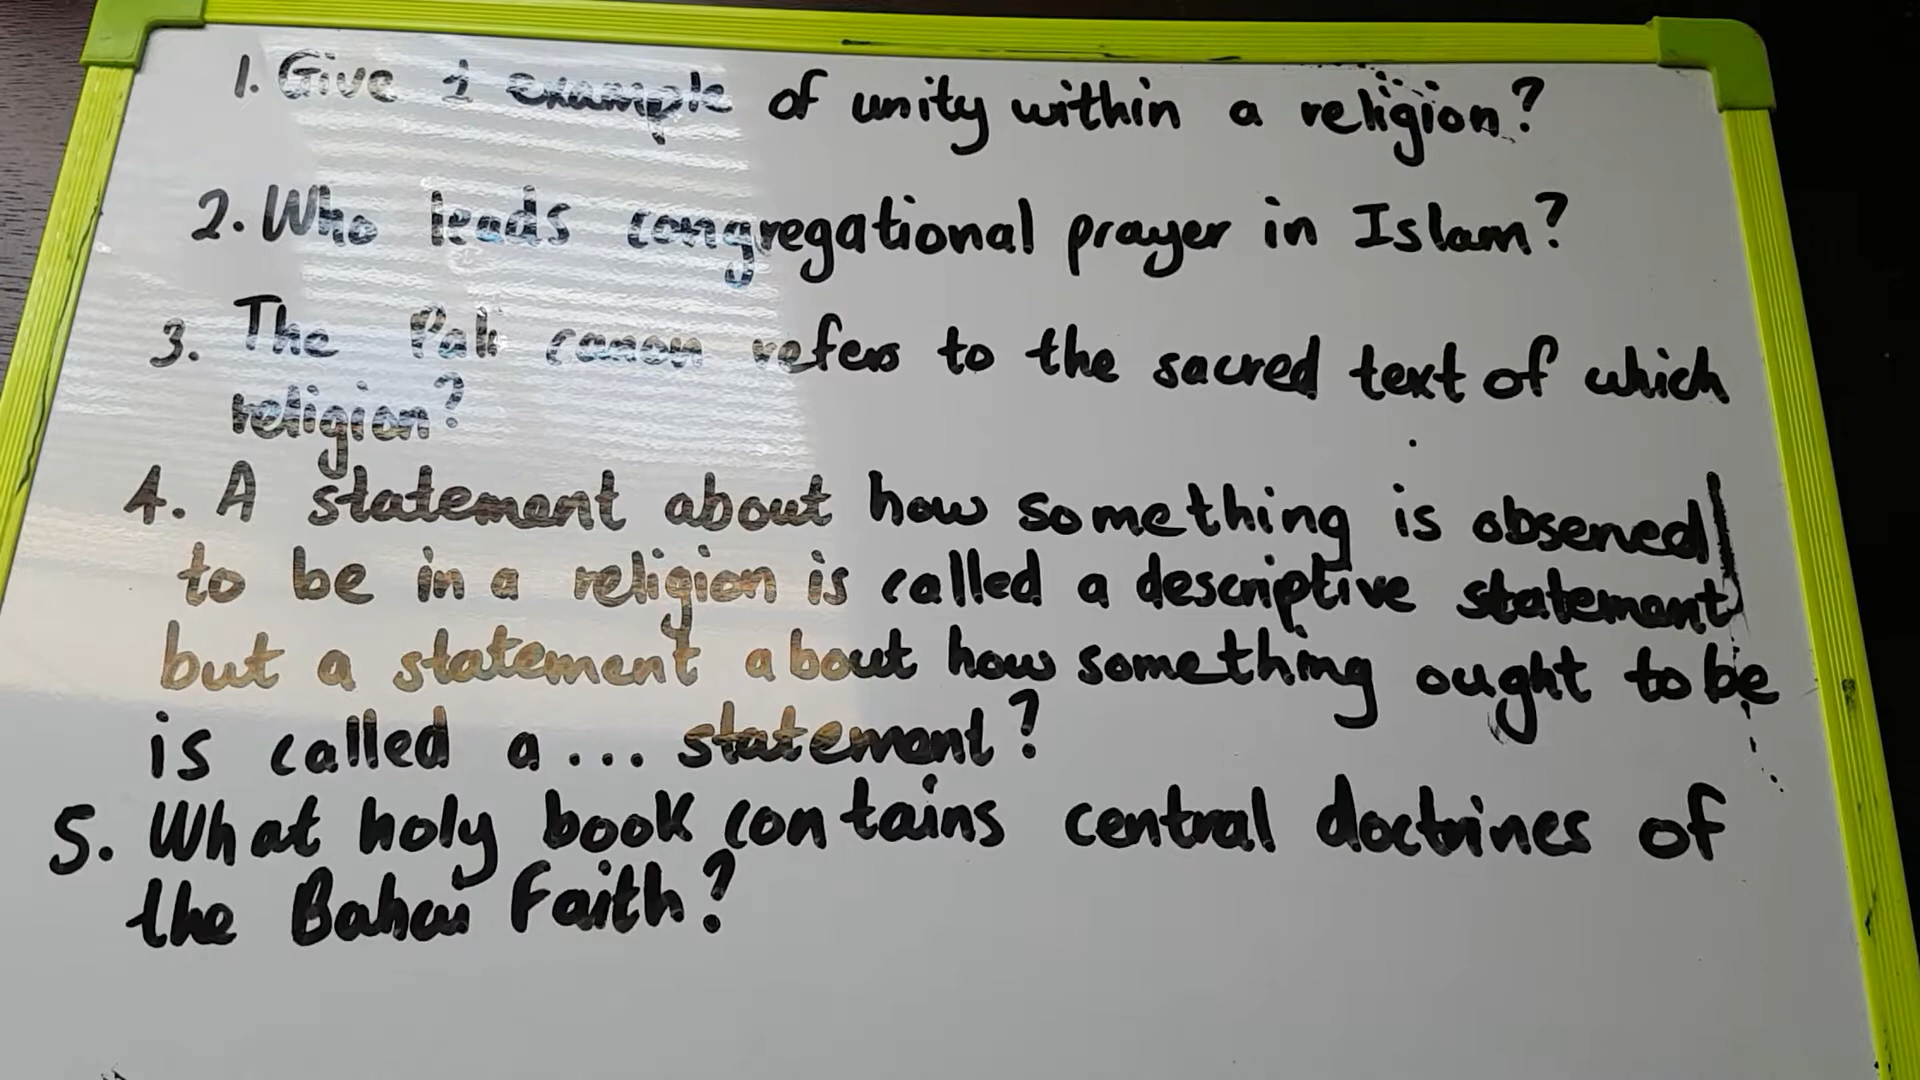 1. Give 1 example of unity within a religion?
2. Who leads congregational prayer in Islam?
3. The Pali canon refers to the sacred text of which
religion?
4. A statement about how something is observed
to be in a religion is called a descriptive statement
but a statement about how something ought to be
is called a... statement?
5. What holy book contains central doctrines of
the Bahai Faith?